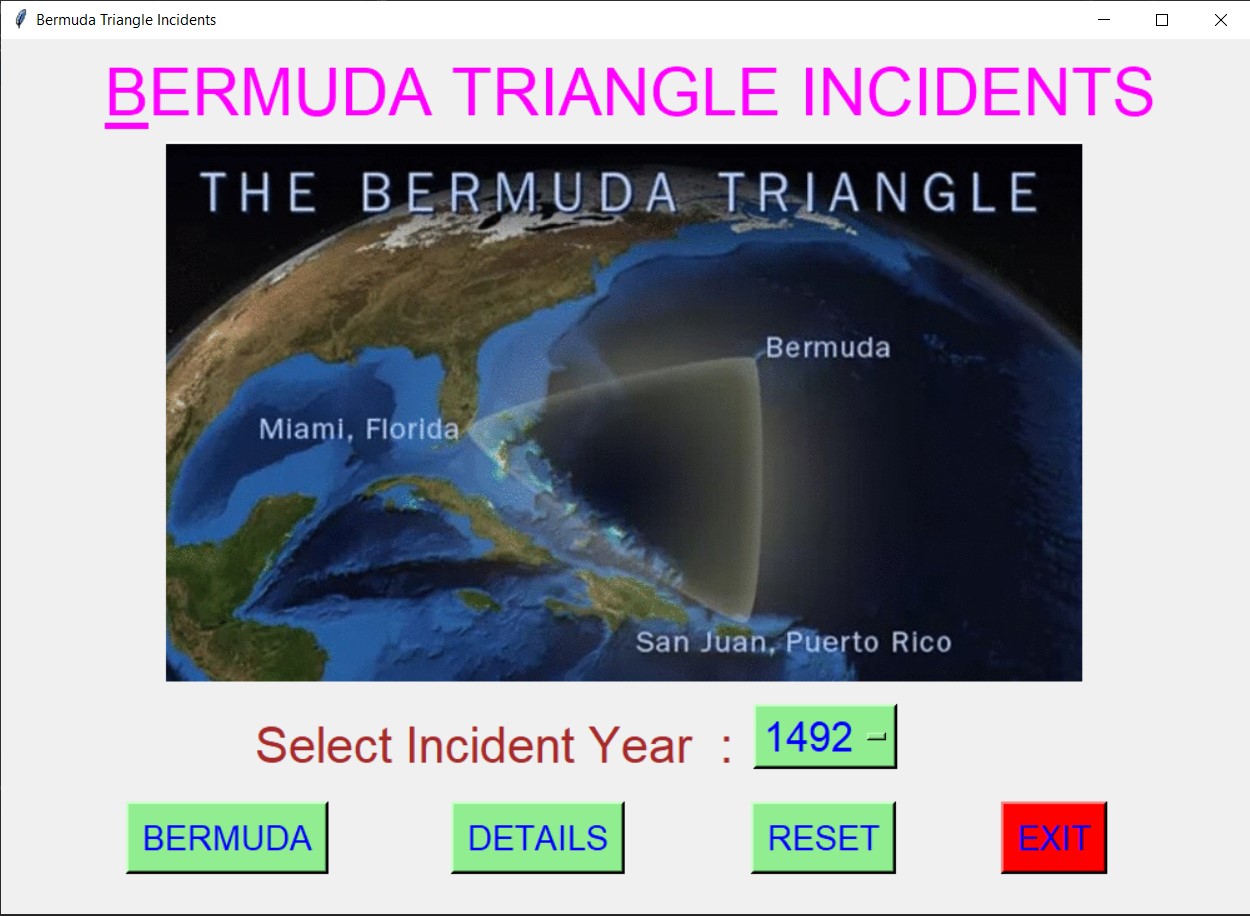 Bermuda Triangle Incidents
BERMUDA TRIANGLE INCIDENTS
THE BERMUDA TRIANGLE
Bermuda
Miami, Florida
San Juan, Puerto Rico
Select Incident Year : 1492
BERMUDA DETAILS RESET EXIT